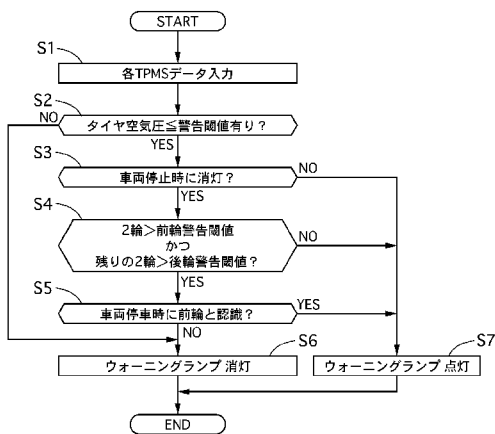 START
S1
各TPMSデータ入力
S2
NO
タイヤ空気圧≦警告閾値有り？
YES
S3
車両停止時に消灯？
NO
YES
S4
2輪>前輪警告閾値
かつ
残りの2輪>後輪警告閾値？
NO
YES
S5
車両停車時に前輪と認識？
YES
NO
S6
ウォーニングランプ 消灯
S7
ウォーニングランプ 点灯
END